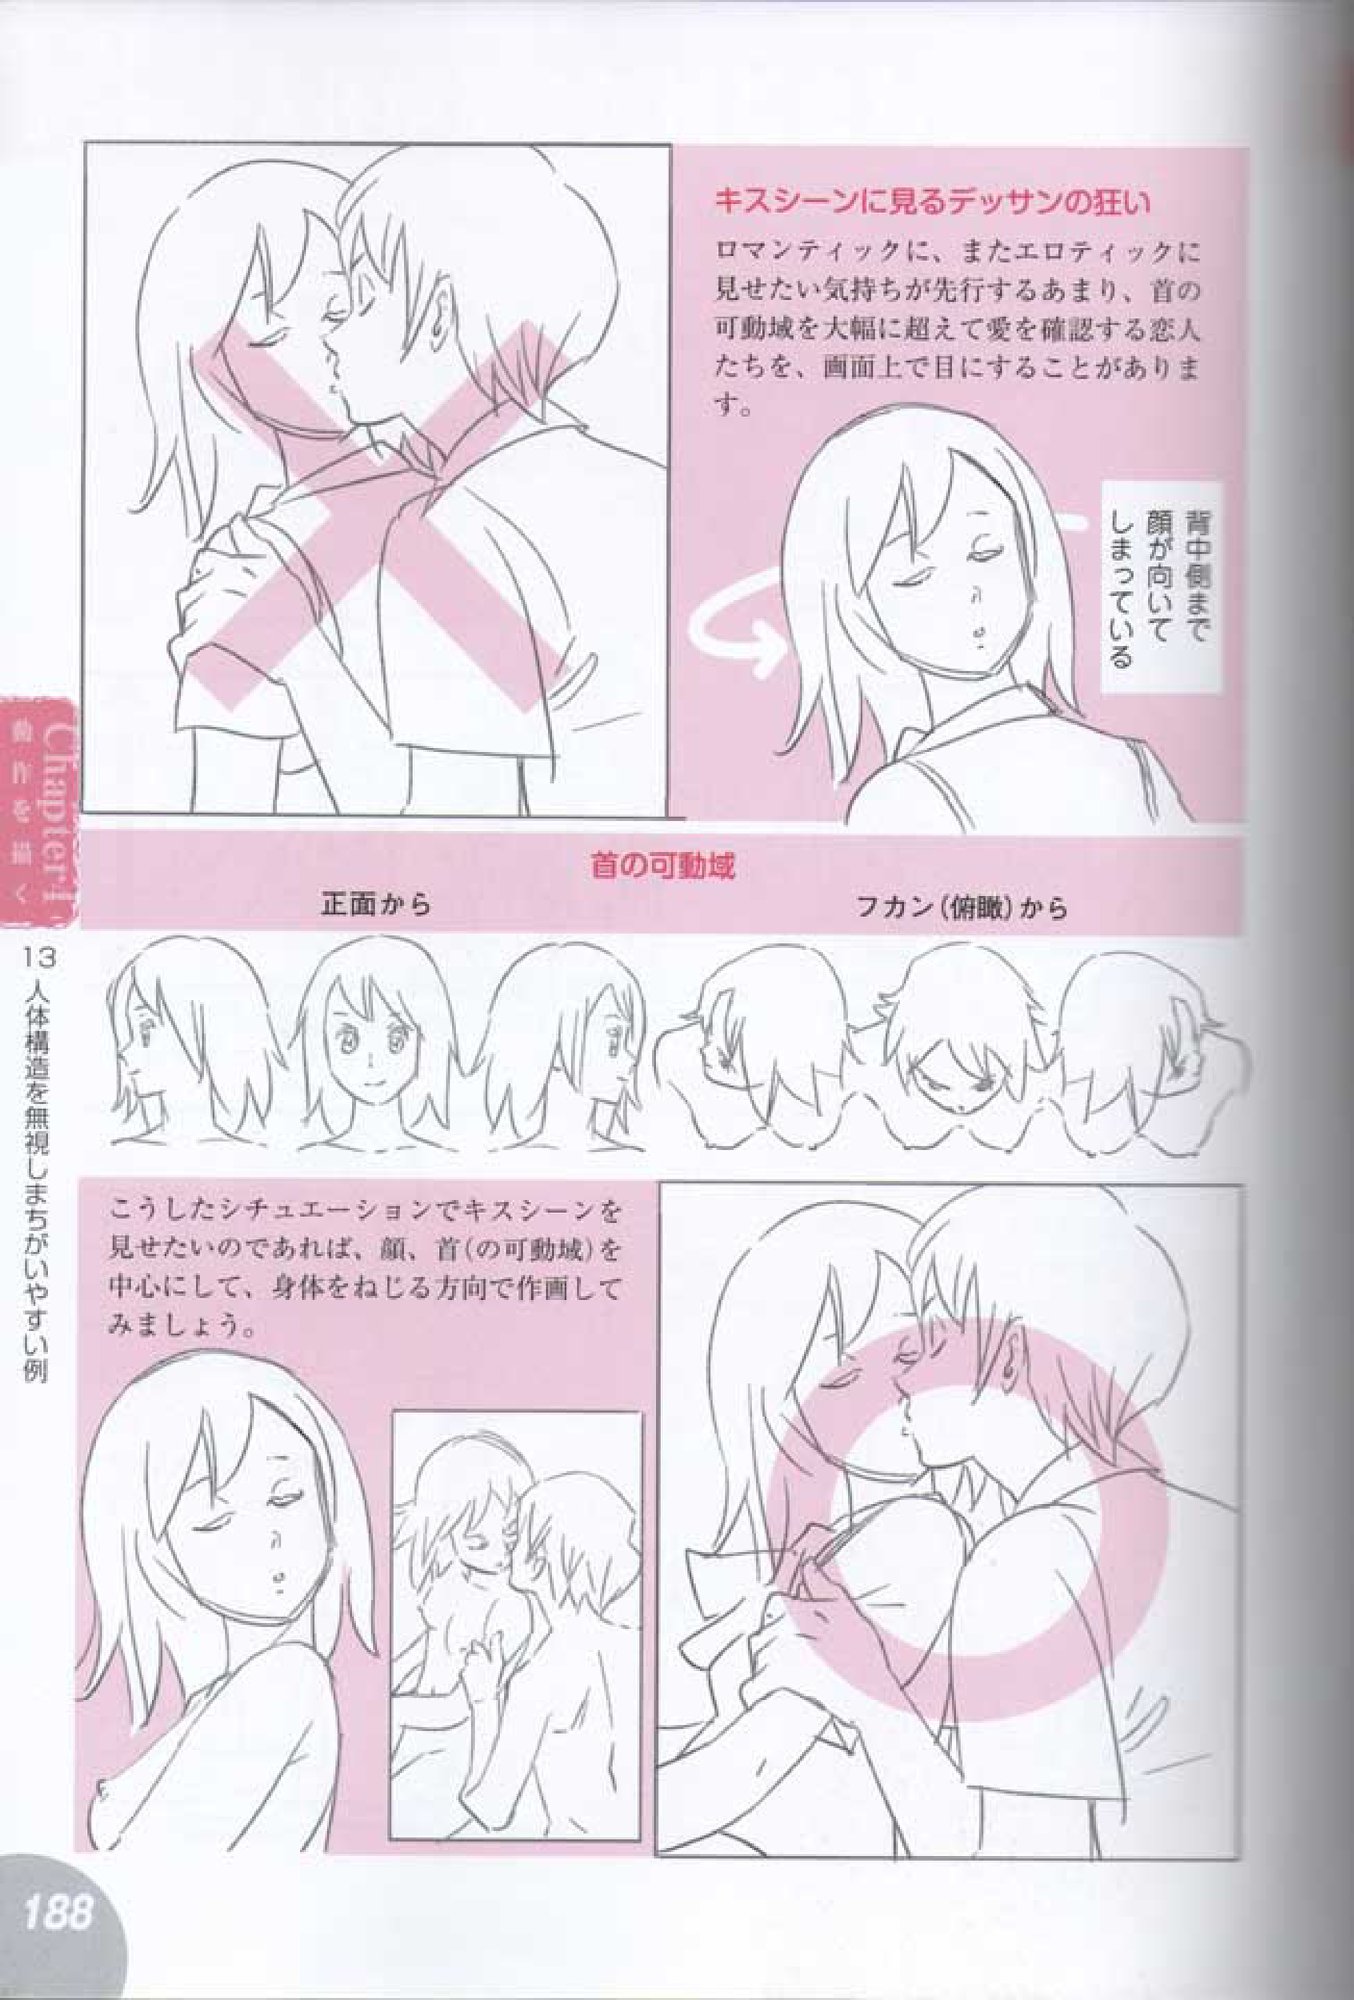 キスシーンに見るデッサンの狂い
ロマンティックに、またエロティックに
見せたい気持ちが先行するあまり、首の
可動域を大幅に超えて愛を確認する恋人
たちを、画面上で目にすることがありま
す。
背中側まで
顔が向いて
しまっている
首の可動域
正面から
フカン(俯瞰)から
こうしたシチュエーションでキスシーンを
見せたいのであれば、顔、首(の可動域)を
中心にして、身体をねじる方向で作画して
みましょう。
Chapter.1
動作を描く
13 人体構造を無視しまちがいやすい例
188